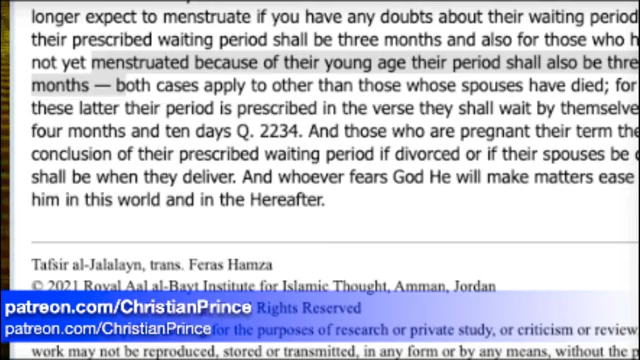 longer expect to menstruate if you have any doubts about their waiting period
their prescribed waiting period shall be three months and also for those who h
not yet menstruated because of their young age their period shall also be thre
months — both cases apply to other than those whose spouses have died; for
these latter their period is prescribed in the verse they shall wait by themselve
four months and ten days Q. 2234. And those who are pregnant their term the
conclusion of their prescribed waiting period if divorced or if their spouses be
shall be when they deliver. And whoever fears God He will make matters ease
him in this world and in the Hereafter.
Tafsir al-Jalalayn, trans. Feras Hamza
© 2021 Royal Aal al-Bayt Institute for Islamic Thought, Amman, Jordan
patreon.com/ChristianPrince Rights Reserved
patreon.com/ChristianPrince for the purposes of research or private study, or criticism or review
work may not be reproduced, stored or transmitted, in any form or by any means, without the